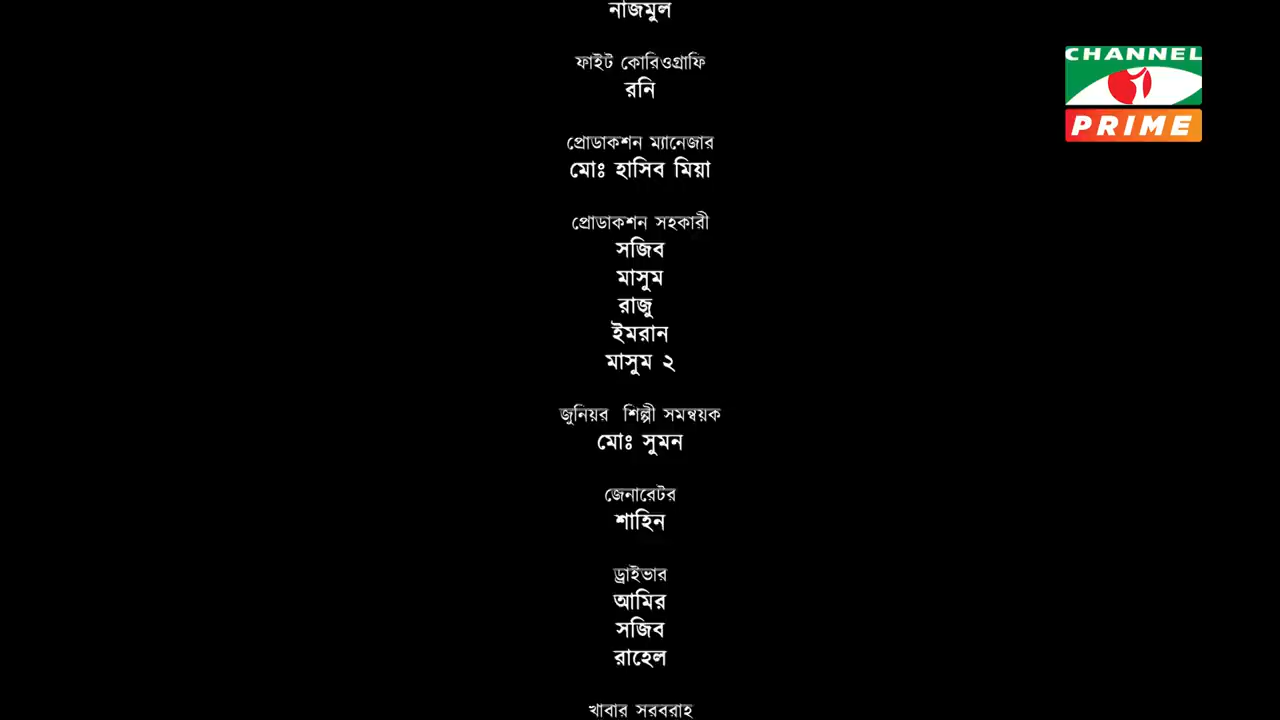 নাজমুল
ফাইট কোরিওগ্রাফি
রনি
প্রোডাকশন ম্যানেজার
মোঃ হাসিব মিয়া
প্রোডাকশন সহকারী
সজিব
মাসুম
রাজু
ইমরান
মাসুম ২
জুনিয়র  শিল্পী সমন্বয়ক
মোঃ সুমন
জেনারেটর
শাহিন
ড্রাইভার
আমির
সজিব
রাহেল
খাবার সরবরাহ
CHANNEL
PRIME